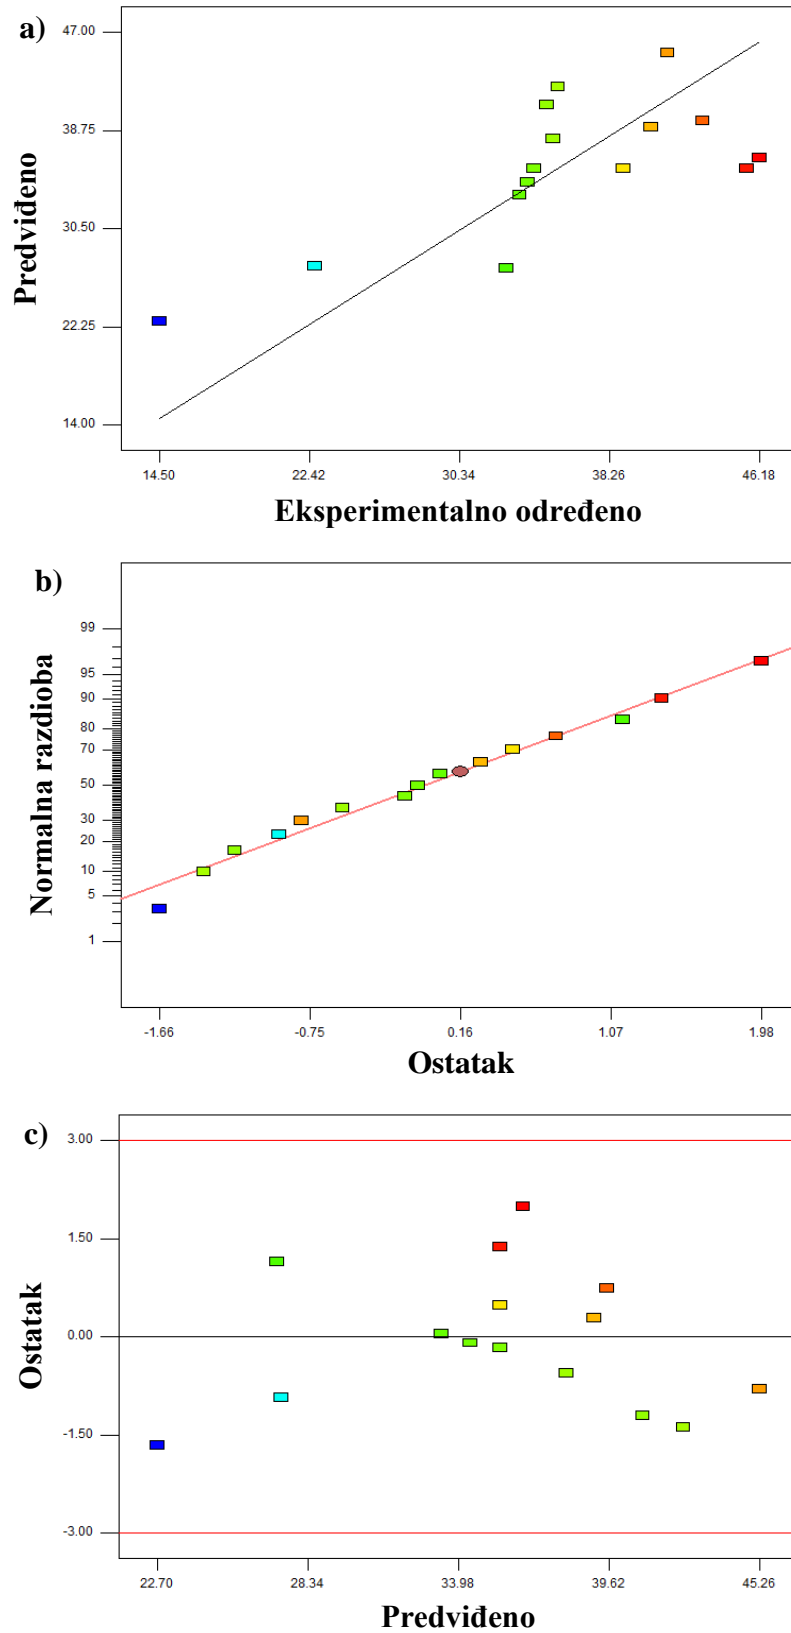 a)
47.00
38.75
30.50
22.25
14.00
Predviđeno
14.50 22.42 30.34 38.26 46.18
Eksperimentalno određeno
b)
99
95
90
80
70
50
30
20
10
5
1
Normalna razdioba
-1.66 -0.75 0.16 1.07 1.98
Ostatak
c)
3.00
1.50
0.00
-1.50
-3.00
Ostatak
22.70 28.34 33.98 39.62 45.26
Predviđeno